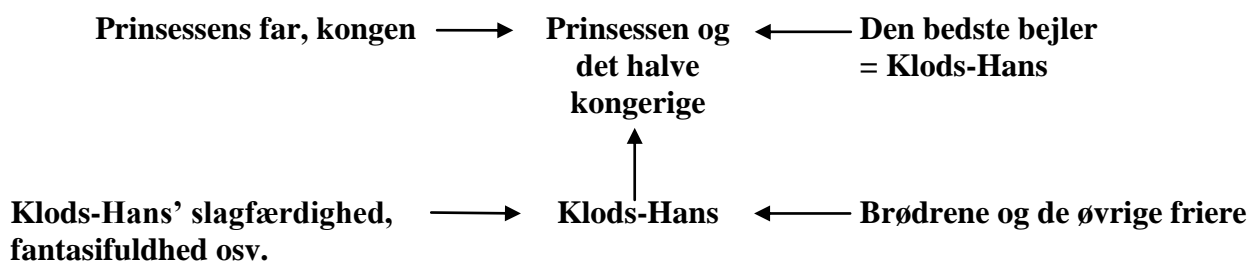 Prinsessens far, kongen
Prinsessen og
det halve
kongerige
Den bedste bejler
= Klods-Hans
Klods-Hans’ slagfærdighed,
fantasifuldhed osv.
Klods-Hans
Brødrene og de øvrige friere